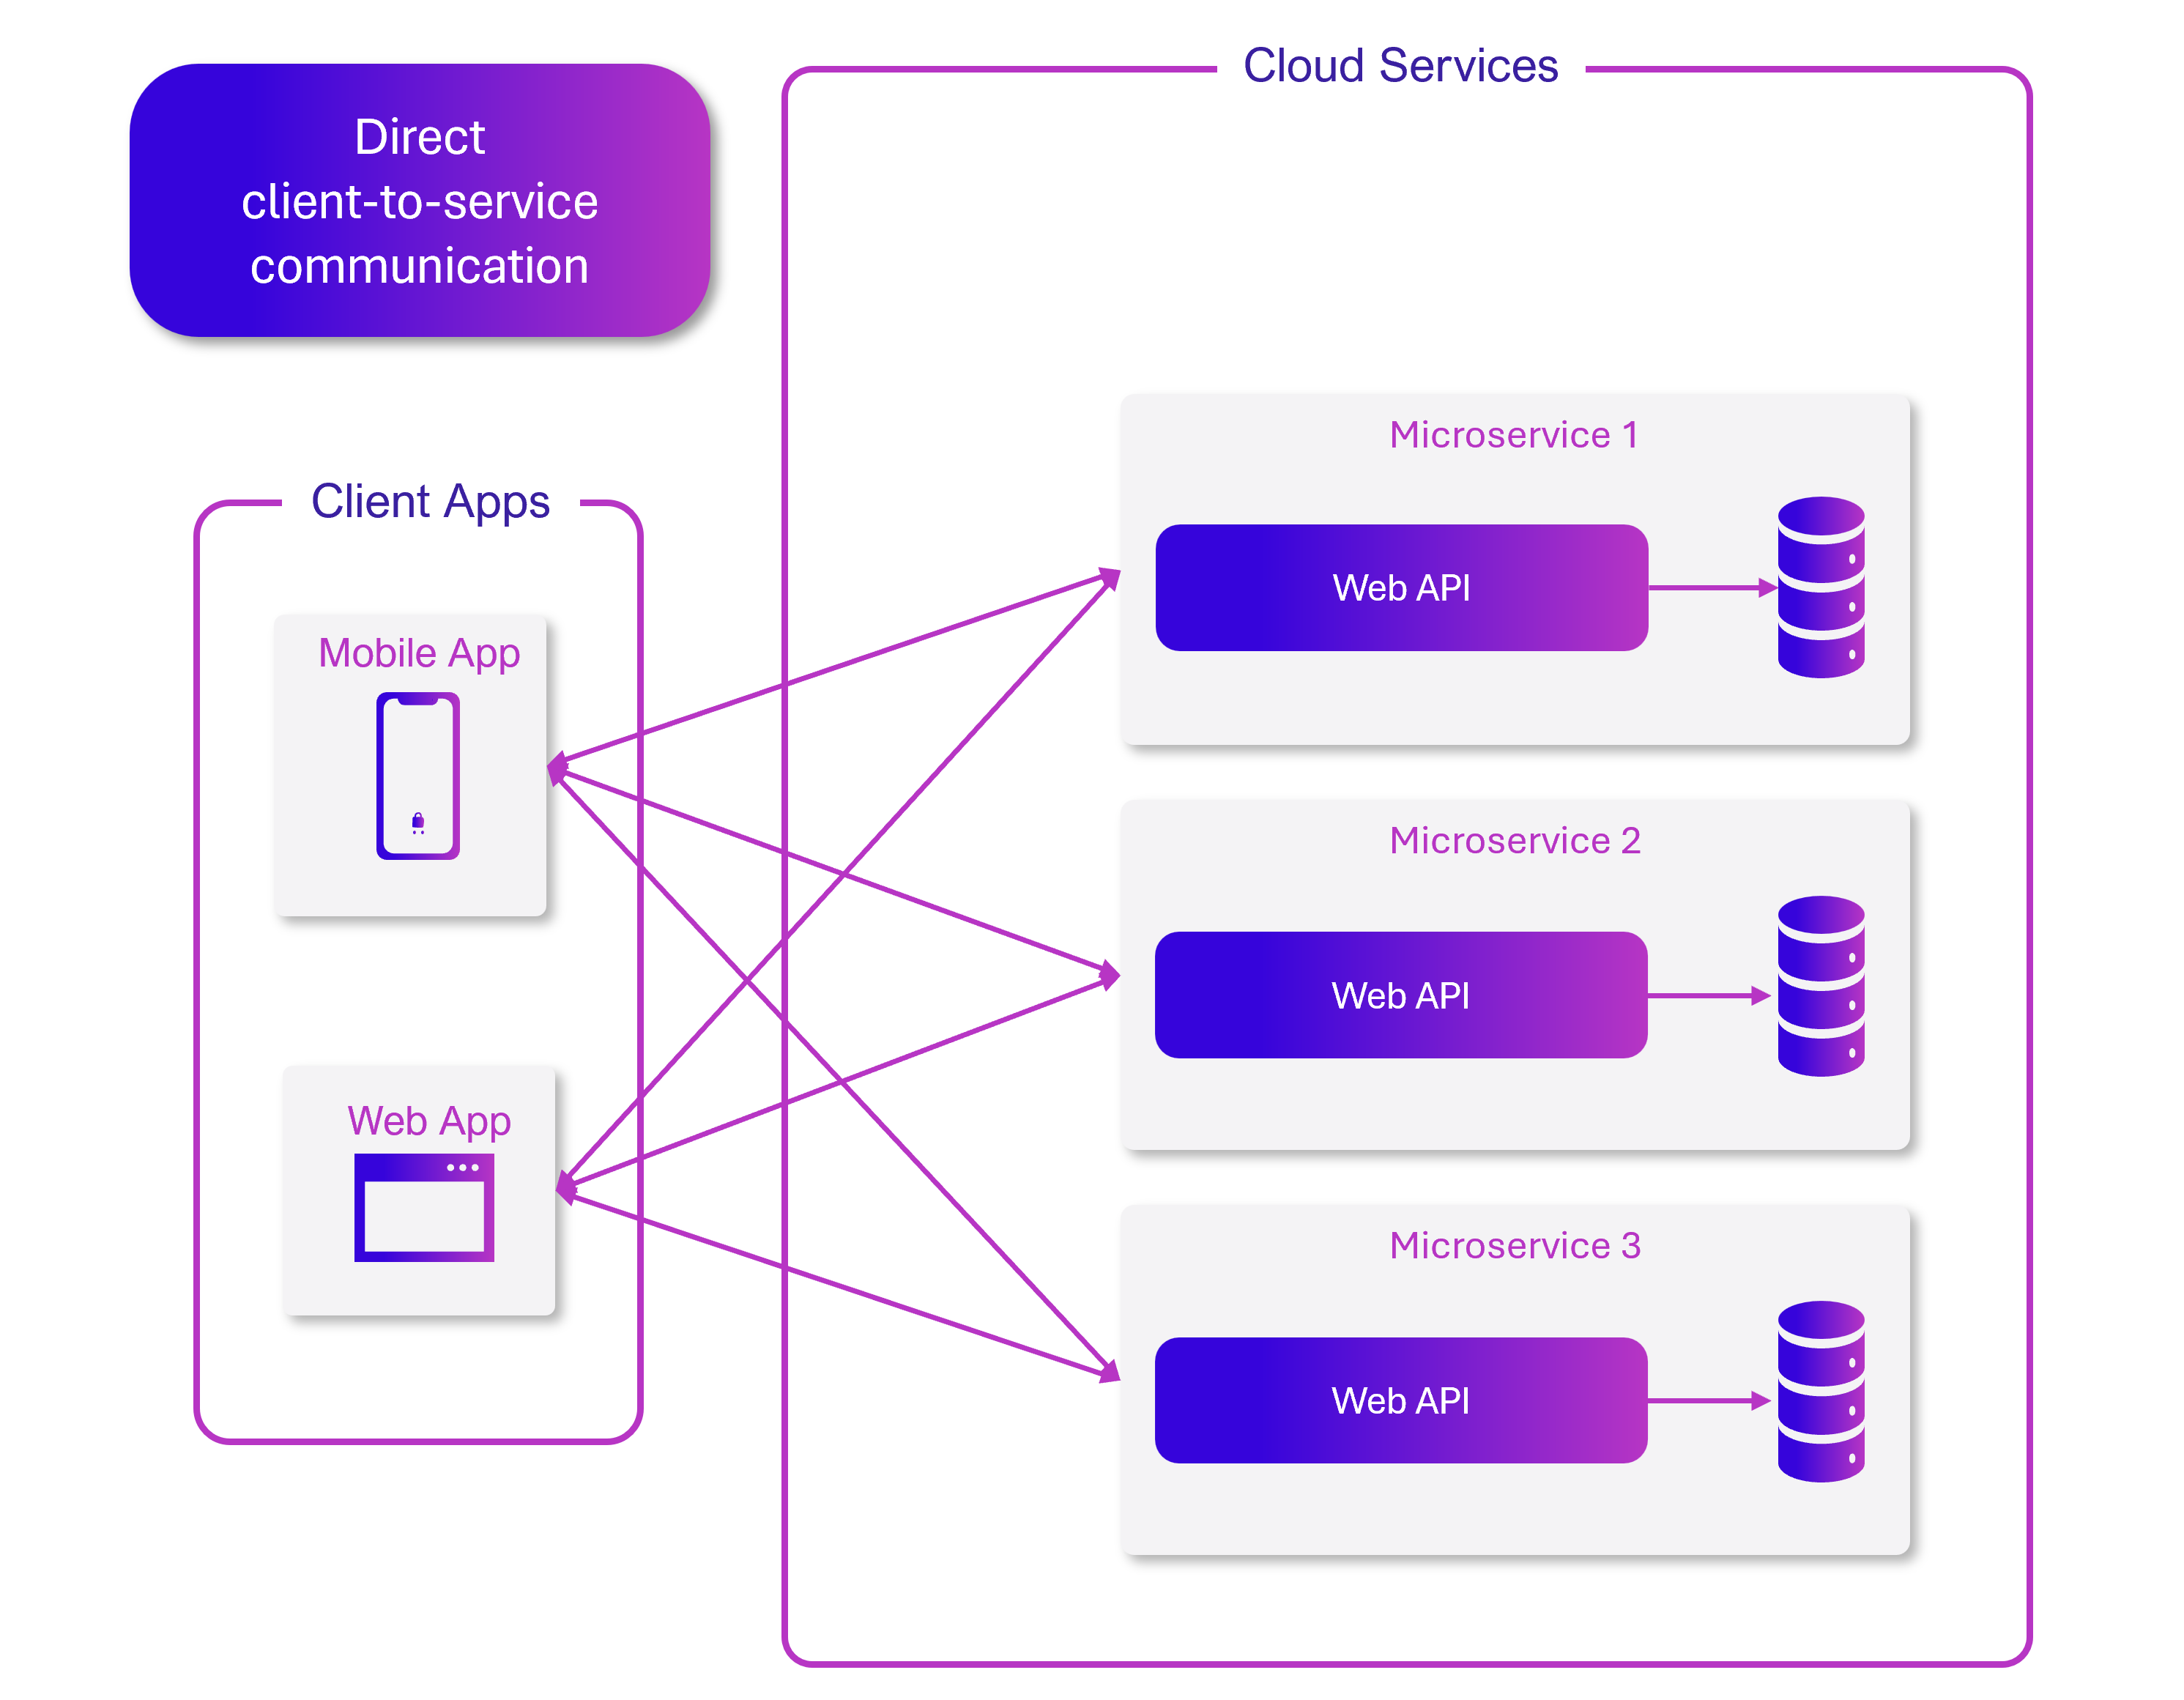 Direct
client-to-service
communication
Cloud Services
Client Apps
Mobile App
Web App
Microservice 1
Web API
Microservice 2
Web API
Microservice 3
Web API